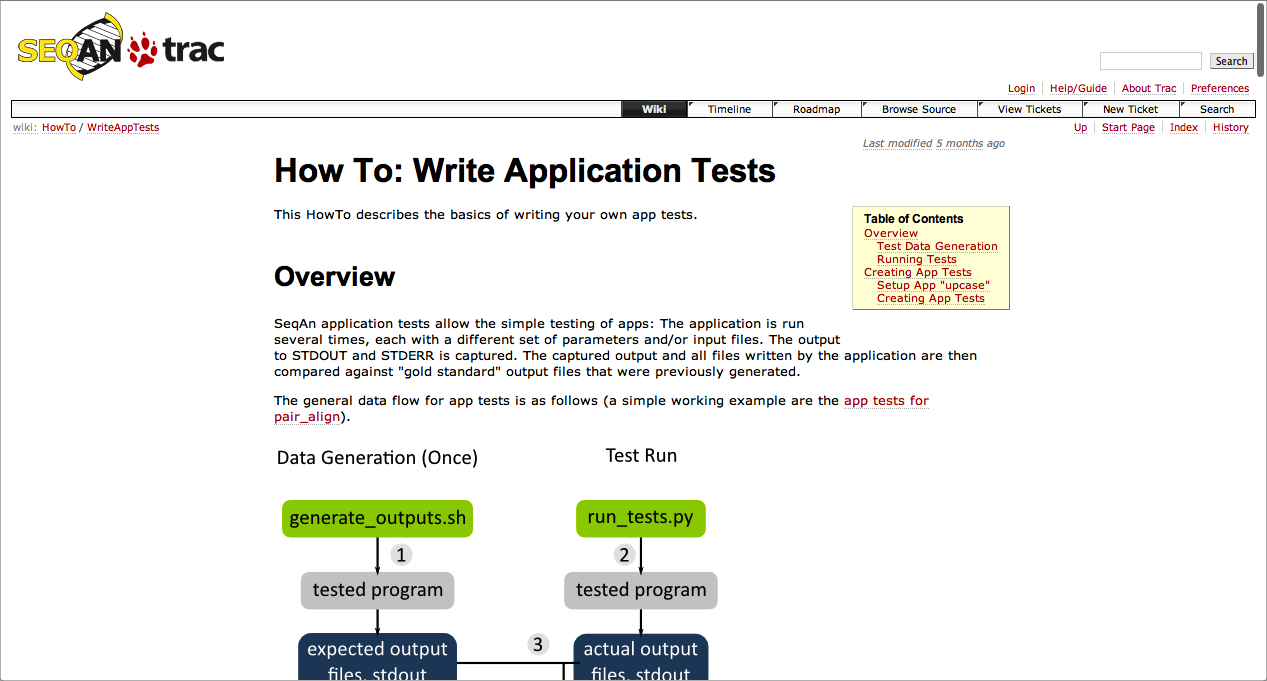 SEQAN trac
Search
Login Help/Guide About Trac Preferences
Wiki Timeline Roadmap Browse Source View Tickets New Ticket Search
wiki: HowTo / WriteAppTests
Up Start Page Index History
Last modified 5 months ago
How To: Write Application Tests
This HowTo describes the basics of writing your own app tests.
Table of Contents
Overview
Test Data Generation
Running Tests
Creating App Tests
Setup App "upcase"
Creating App Tests
Overview
SeqAn application tests allow the simple testing of apps: The application is run
several times, each with a different set of parameters and/or input files. The output
to STDOUT and STDERR is captured. The captured output and all files written by the application are then
compared against "gold standard" output files that were previously generated.
The general data flow for app tests is as follows (a simple working example are the app tests for
pair_align).
Data Generation (Once)
Test Run
generate_outputs.sh
run_tests.py
1
2
tested program
tested program
3
expected output
files, stdout
actual output
files, stdout